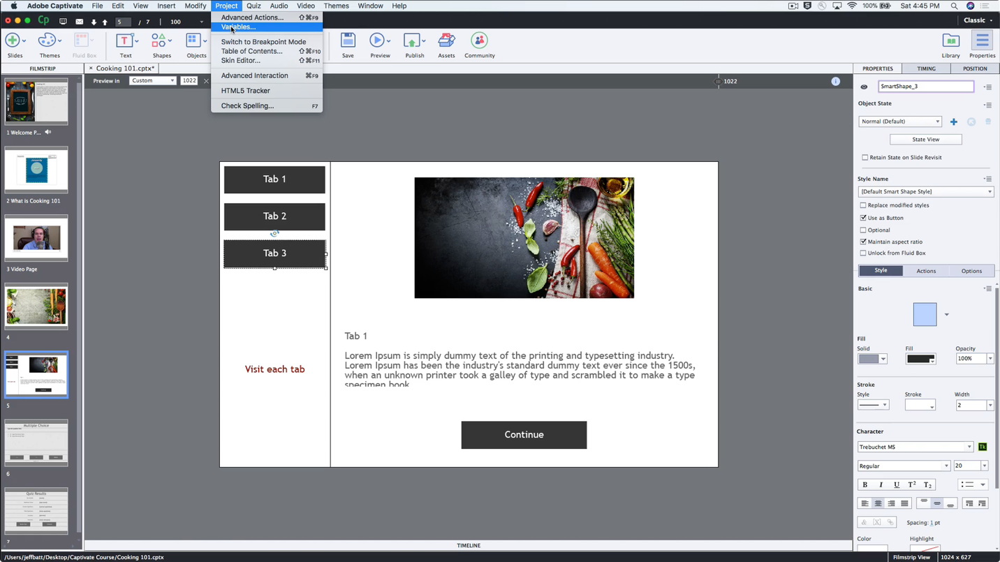 Adobe Captivate File Edit View Insert Modify Project Quiz Audio Video Themes Window Help 100% Sat 4:45 PM
Cp 5 / 7 100 Classic
Slides Themes Fluid Box Text Shapes Objects Save Preview Publish Assets Community Library Properties
Advanced Actions... ⇧⌘F9
Variables...
Switch to Breakpoint Mode
Table of Contents... ⇧⌘F10
Skin Editor... ⇧⌘F11
Advanced Interaction ⌘F9
HTML5 Tracker
Check Spelling... F7
FILMSTRIP × Cooking 101.cptx*
Preview in Custom 1022 1022
1 Welcome P...
2 What is Cooking 101
3 Video Page
4
5
Multiple Choice
6
Quiz Results
7
Tab 1
Tab 2
Tab 3
Visit each tab
Tab 1
Lorem Ipsum is simply dummy text of the printing and typesetting industry.
Lorem Ipsum has been the industry's standard dummy text ever since the 1500s,
when an unknown printer took a galley of type and scrambled it to make a type
specimen book
Continue
TIMELINE
PROPERTIES TIMING POSITION
SmartShape_3
Object State
Normal (Default)
State View
Retain State on Slide Revisit
Style Name
[Default Smart Shape Style]
Replace modified styles
Use as Button
Optional
Maintain aspect ratio
Unlock from Fluid Box
Style Actions Options
Basic
Fill
Solid Fill Opacity
100%
Stroke
Style Stroke Width
2
Character
Trebuchet MS Tk
Regular 20
B I U T² T₂
Spacing: 1 pt
Color Highlight
/Users/jeffbatt/Desktop/Captivate Course/Cooking 101.cptx Filmstrip View 1024 x 627